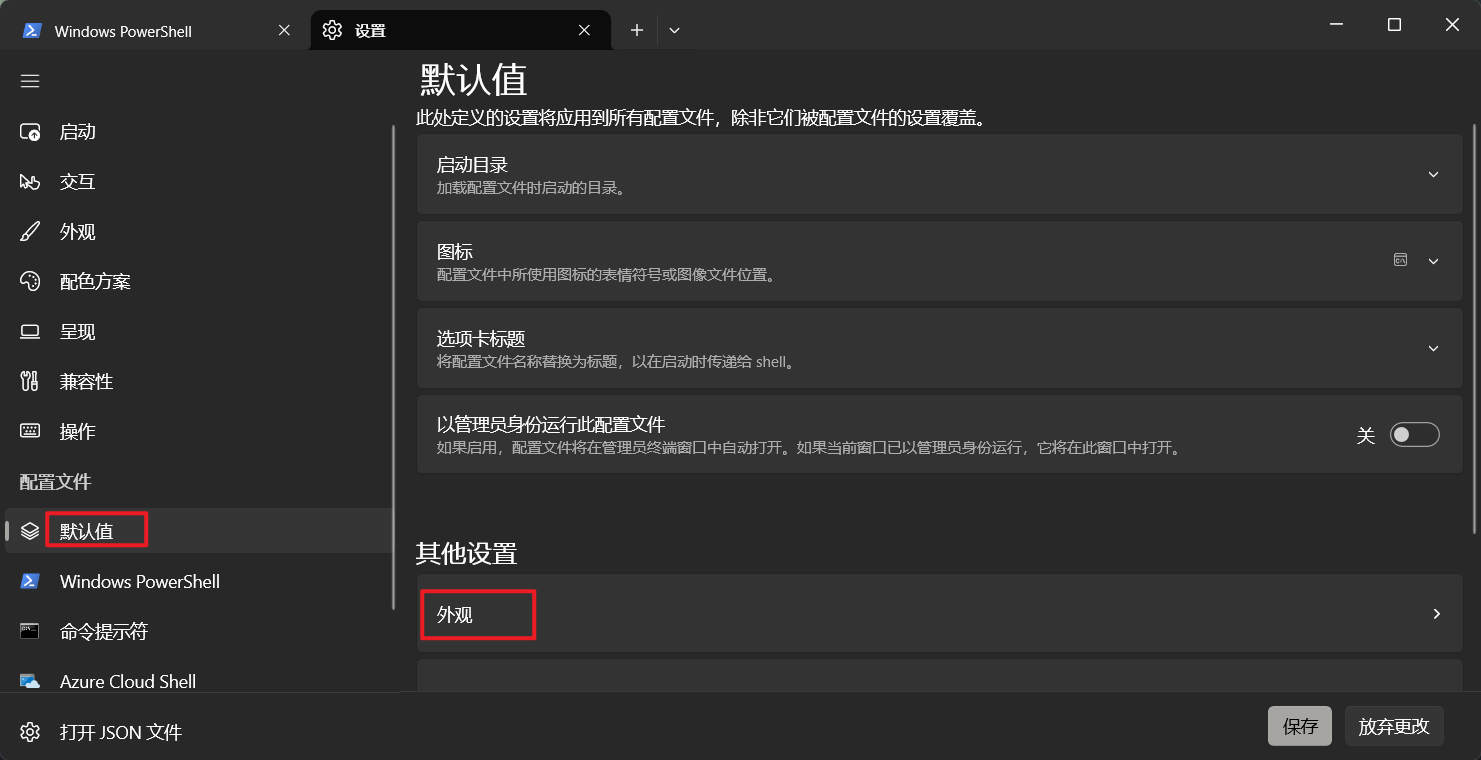 Windows PowerShell
设置
启动
交互
外观
配色方案
呈现
兼容性
操作
配置文件
默认值
Windows PowerShell
命令提示符
Azure Cloud Shell
打开 JSON 文件
默认值
此处定义的设置将应用到所有配置文件，除非它们被配置文件的设置覆盖。
启动目录
加载配置文件时启动的目录。
图标
配置文件中所使用图标的表情符号或图像文件位置。
选项卡标题
将配置文件名称替换为标题，以在启动时传递给 shell。
以管理员身份运行此配置文件
如果启用，配置文件将在管理员终端窗口中自动打开。如果当前窗口已以管理员身份运行，它将在此窗口中打开。
关
其他设置
外观
保存
放弃更改